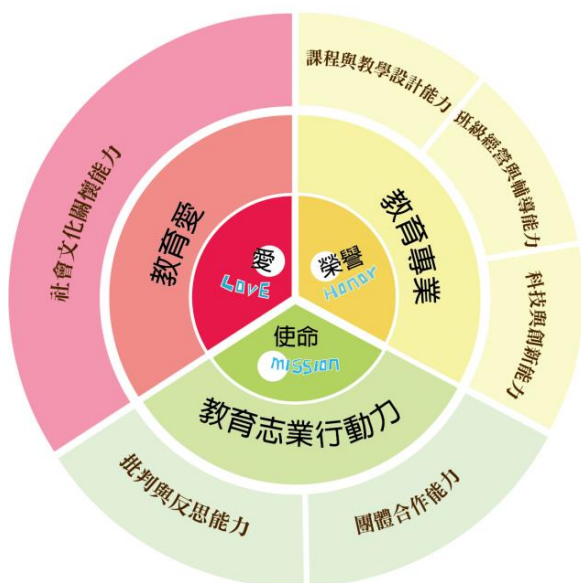 課程與教學設計能力
班級經營與輔導能力
科技與創新能力
社會文化關懷能力
教育愛
教育專業
愛
LOVE
榮譽
Honor
使命
mission
教育志業行動力
批判與反思能力
團體合作能力